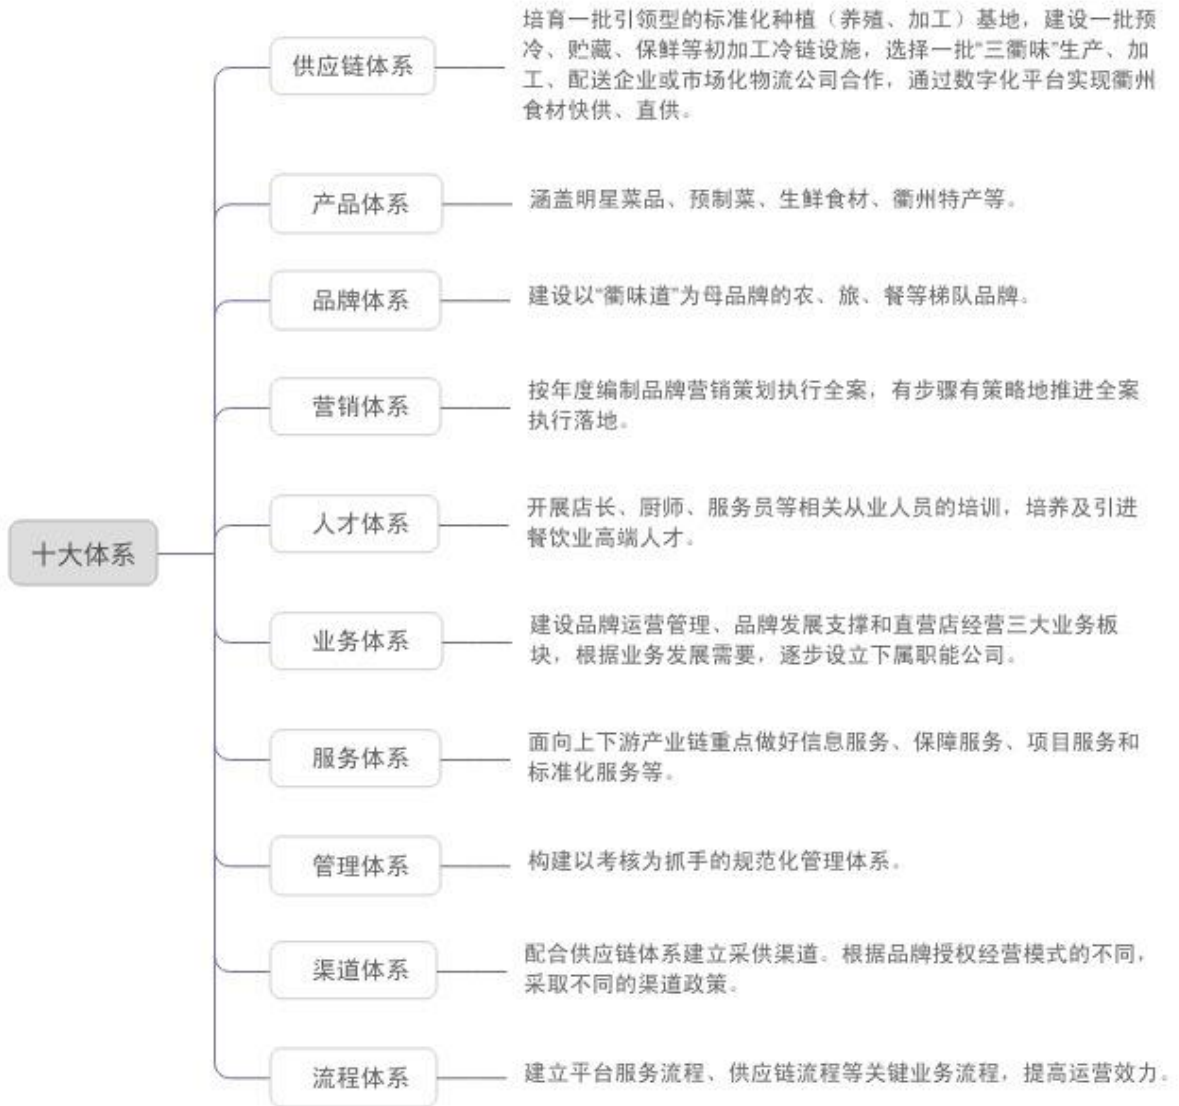 十大体系
供应链体系
培育一批引领型的标准化种植（养殖、加工）基地，建设一批预
冷、贮藏、保鲜等初加工冷链设施，选择一批“三衢味”生产、加
工、配送企业或市场化物流公司合作，通过数字化平台实现衢州
食材快供、直供。
产品体系
涵盖明星菜品、预制菜、生鲜食材、衢州特产等。
品牌体系
建设以“衢味道”为母品牌的农、旅、餐等梯队品牌。
营销体系
按年度编制品牌营销策划执行全案，有步骤有策略地推进全案
执行落地。
人才体系
开展店长、厨师、服务员等相关从业人员的培训，培养及引进
餐饮业高端人才。
业务体系
建设品牌运营管理、品牌发展支撑和直营店经营三大业务板
块，根据业务发展需要，逐步设立下属职能公司。
服务体系
面向上下游产业链重点做好信息服务、保障服务、项目服务和
标准化服务等。
管理体系
构建以考核为抓手的规范化管理体系。
渠道体系
配合供应链体系建立采供渠道。根据品牌授权经营模式的不同，
采取不同的渠道政策。
流程体系
建立平台服务流程、供应链流程等关键业务流程，提高运营效力。